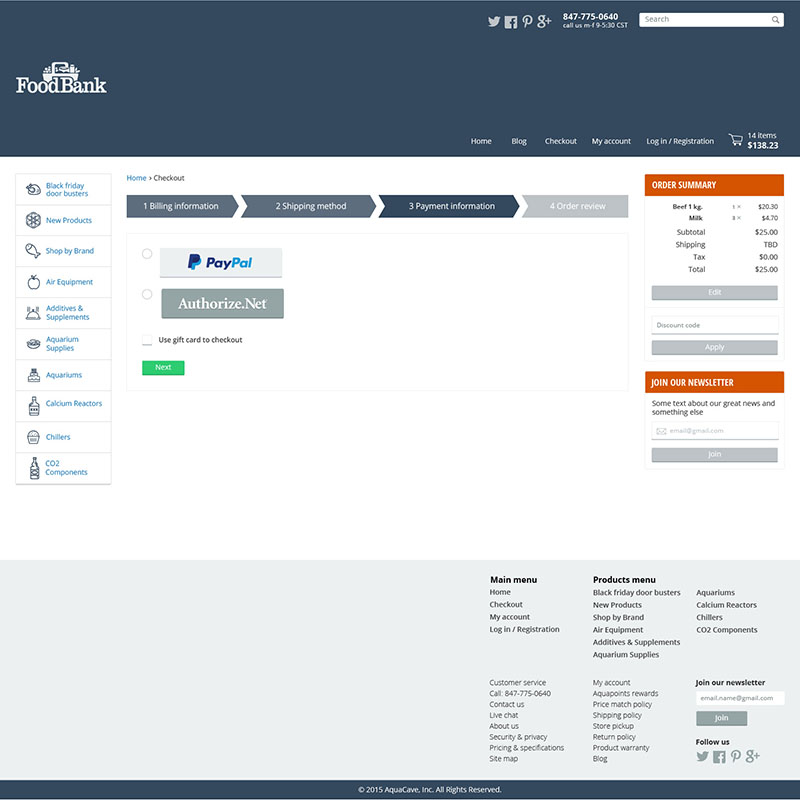 847-775-0640
call us m-f 9-5:30 CST
Search
FoodBank
Home
Blog
Checkout
My account
Log in / Registration
14 items
$138.23
Black friday
door busters
New Products
Shop by Brand
Air Equipment
Additives &
Supplements
Aquarium
Supplies
Aquariums
Calcium Reactors
Chillers
CO2
Components
Home › Checkout
1 Billing information
2 Shipping method
3 Payment information
4 Order review
PayPal
Authorize.Net
Use gift card to checkout
Next
ORDER SUMMARY
Beef 1 kg. 1 × $20.30
Milk 8 × $4.70
Subtotal $25.00
Shipping TBD
Tax $0.00
Total $25.00
Edit
Discount code
Apply
JOIN OUR NEWSLETTER
Some text about our great news and
something else
email@gmail.com
Join
Main menu
Home
Checkout
My account
Log in / Registration
Products menu
Black friday door busters
New Products
Shop by Brand
Air Equipment
Additives & Supplements
Aquarium Supplies
Aquariums
Calcium Reactors
Chillers
CO2 Components
Customer service
Call: 847-775-0640
Contact us
Live chat
About us
Security & privacy
Pricing & specifications
Site map
My account
Aquapoints rewards
Price match policy
Shipping policy
Store pickup
Return policy
Product warranty
Blog
Join our newsletter
email.name@gmail.com
Join
Follow us
© 2015 AquaCave, Inc. All Rights Reserved.